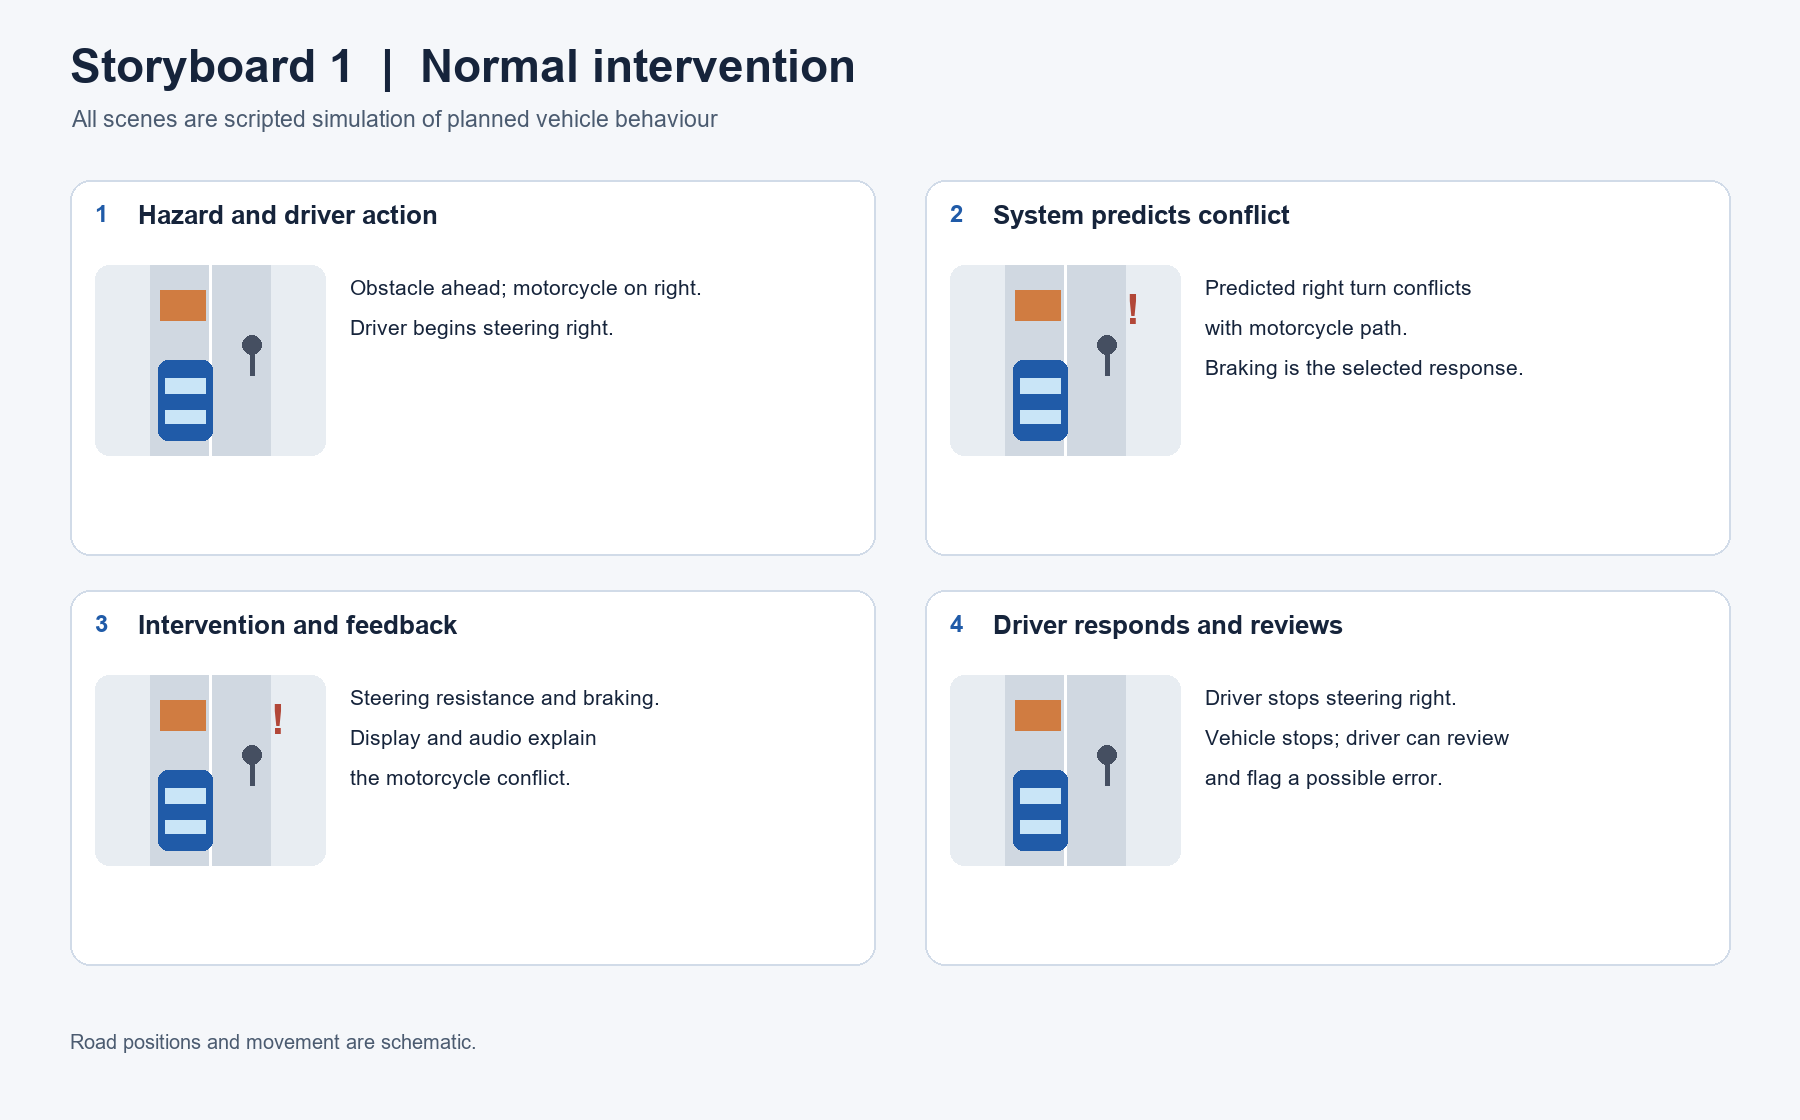 Storyboard 1 | Normal intervention
All scenes are scripted simulation of planned vehicle behaviour
1 Hazard and driver action
Obstacle ahead; motorcycle on right.
Driver begins steering right.
2 System predicts conflict
!
Predicted right turn conflicts
with motorcycle path.
Braking is the selected response.
3 Intervention and feedback
!
Steering resistance and braking.
Display and audio explain
the motorcycle conflict.
4 Driver responds and reviews
Driver stops steering right.
Vehicle stops; driver can review
and flag a possible error.
Road positions and movement are schematic.